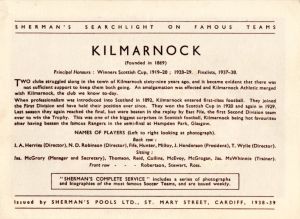 SHERMAN'S SEARCHLIGHT ON FAMOUS TEAMS
KILMARNOCK
(Founded in 1869)
Principal Honours : Winners Scottish Cup, 1919-20 ; 1928-29. Finalists, 1937-38.
TWO clubs struggling along in the town of Kilmarnock sixty-nine years ago, and it became evident that there was
not sufficient support to keep them both going. An amalgamation was effected and Kilmarnock Athletic merged
with Kilmarnock, the club we know to-day.
When professionalism was introduced into Scotland in 1892, Kilmarnock entered first-class football. They joined
the First Division and have held their position ever since. They won the Scottish Cup in 1920 and again in 1929.
Last season they again reached the final, but were beaten in the replay by East Fife, the first Second Division team
ever to win the Trophy. This was one of the biggest surprises in Scottish football, Kilmarnock being hot favourites
after having beaten the famous Rangers in the semi-final at Hampden Park, Glasgow.
NAMES OF PLAYERS (Left to right looking at photograph).
Back row :
J. A. Herries (Director), N. D. Robinson (Director), Fife, Hunter, Milloy, J. Henderson (President), T. Wylie (Director).
Sitting :
Jas. McGrory (Manager and Secretary), Thomson, Reid, Collins, McEvoy, McGrogan, Jas. McWhinnie (Trainer).
Front row - - Robertson, Stewart, Ross.
"SHERMAN'S COMPLETE SERVICE" includes a series of photographs
and biographies of the most famous Soccer Teams, and are issued weekly.
Issued by SHERMAN'S POOLS LTD., ST. MARY STREET, CARDIFF. 1938-39